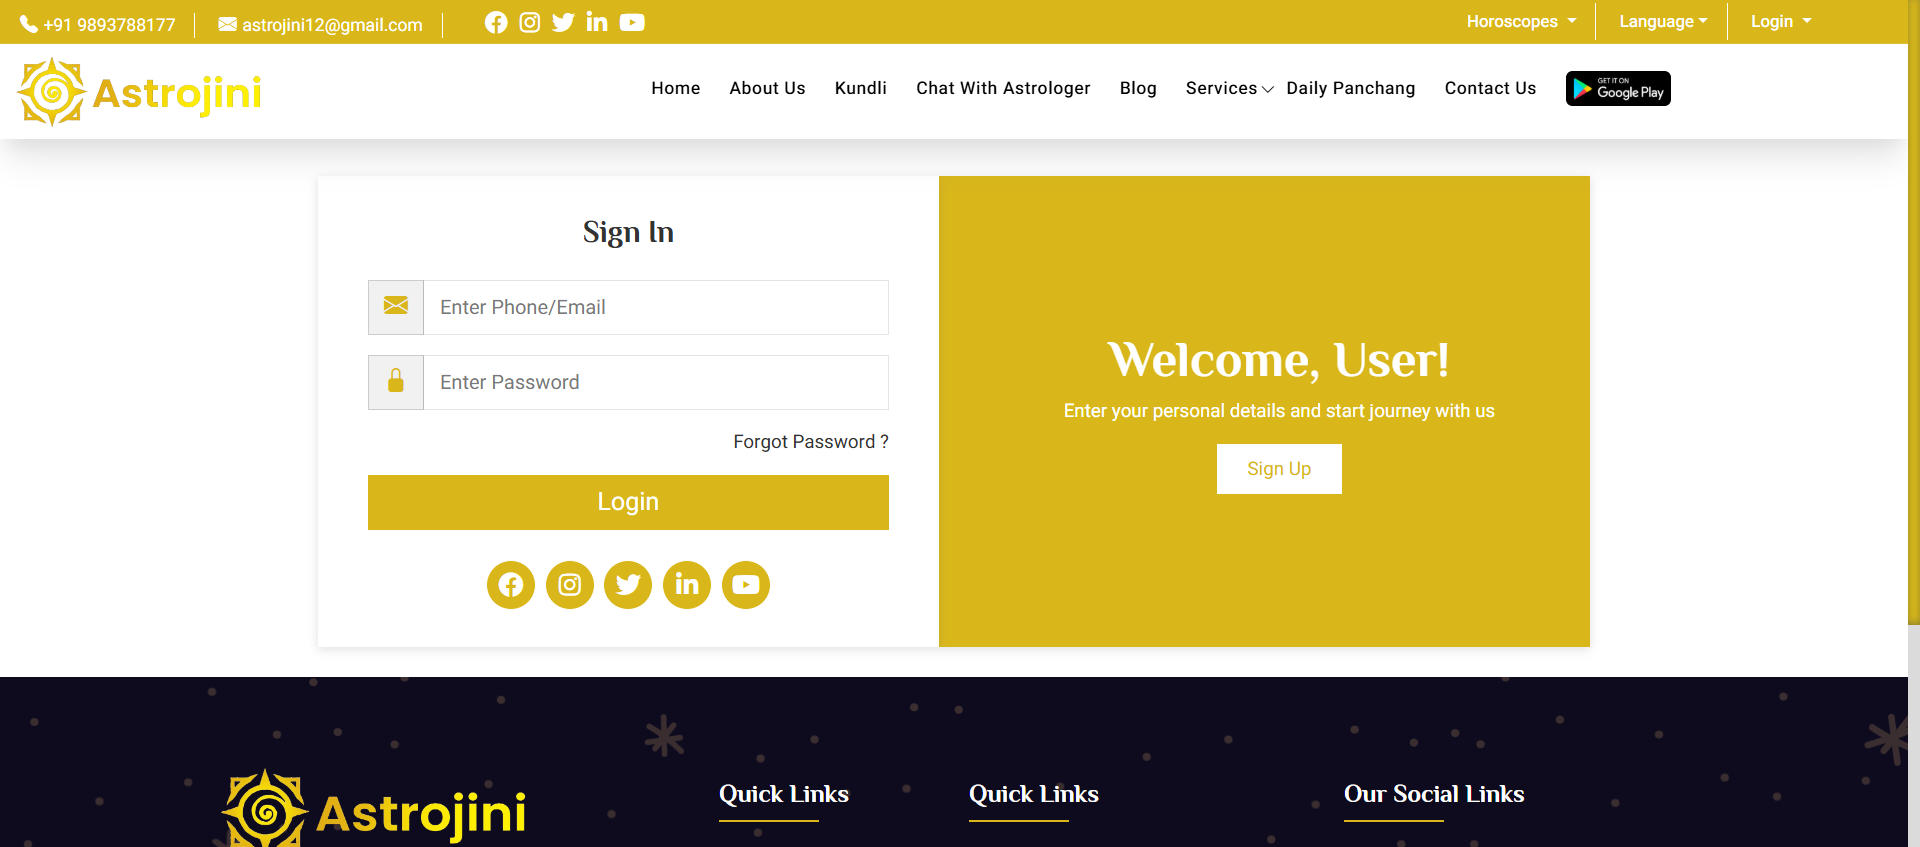 +91 9893788177
astrojini12@gmail.com
Horoscopes
Language
Login
Astrojini
Home
About Us
Kundli
Chat With Astrologer
Blog
Services
Daily Panchang
Contact Us
GET IT ON
Google Play
Sign In
Enter Phone/Email
Enter Password
Forgot Password ?
Login
Welcome, User!
Enter your personal details and start journey with us
Sign Up
Astrojini
Quick Links
Quick Links
Our Social Links